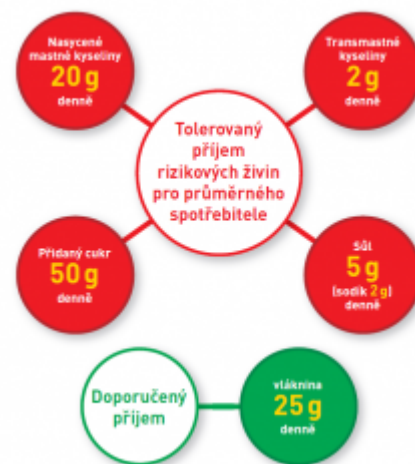 Nasycené
mastné kyseliny
20 g
denně
Transmastné
kyseliny
2 g
denně
Tolerovaný
příjem
rizikových živin
pro průměrného
spotřebitele
Přidaný cukr
50 g
denně
Sůl
5 g
(sodík 2 g)
denně
Doporučený
příjem
vláknina
25 g
denně